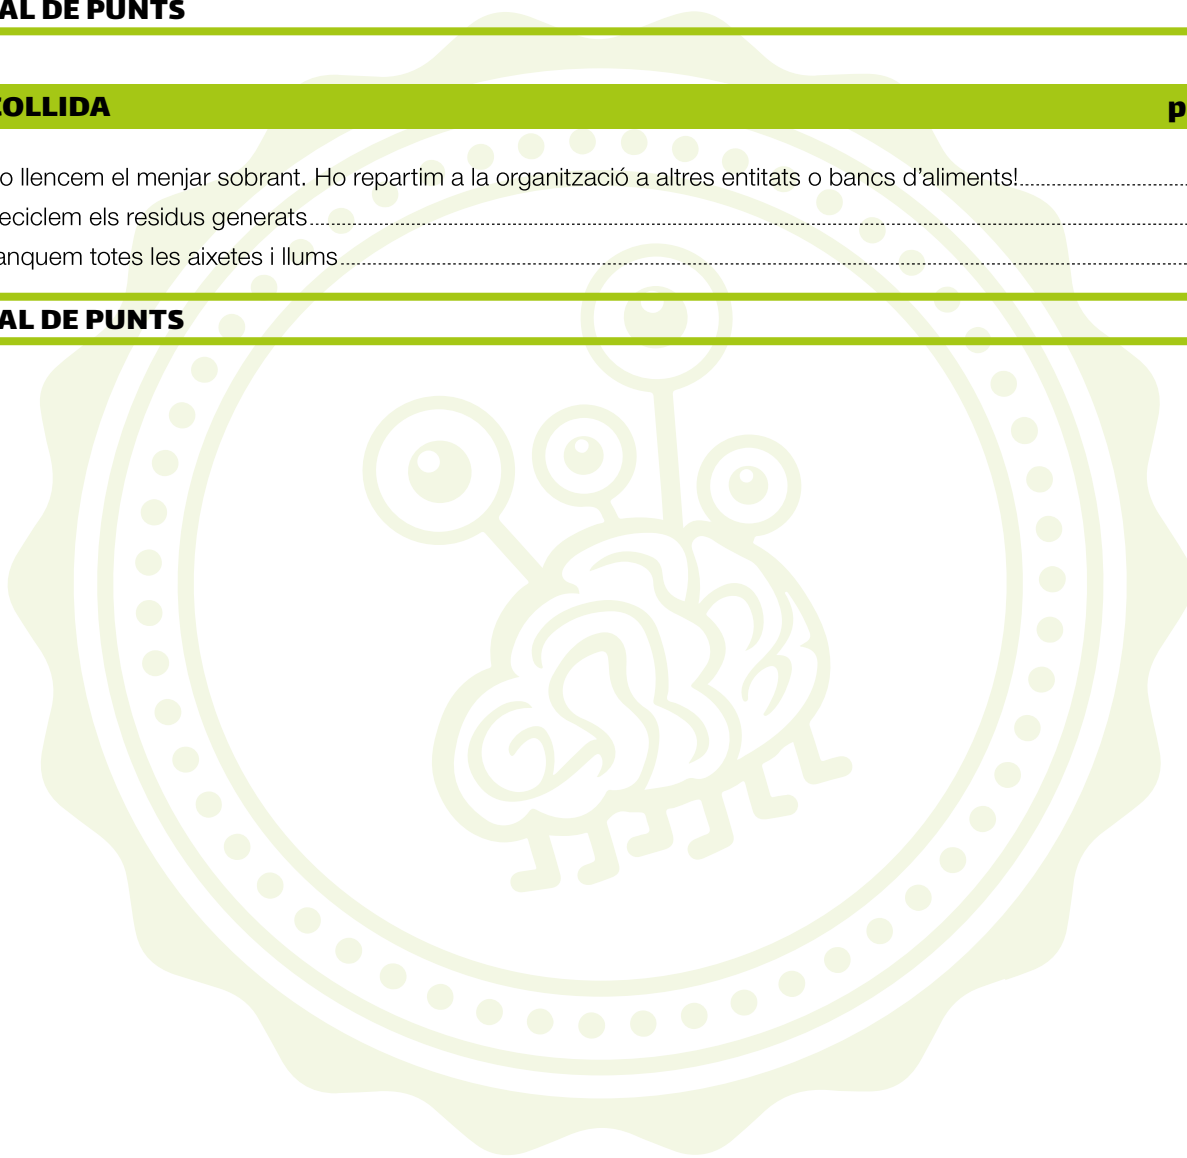 AL DE PUNTS
COLLIDA p
o llencem el menjar sobrant. Ho repartim a la organització a altres entitats o bancs d’aliments!
eciclem els residus generats
anquem totes les aixetes i llums
AL DE PUNTS